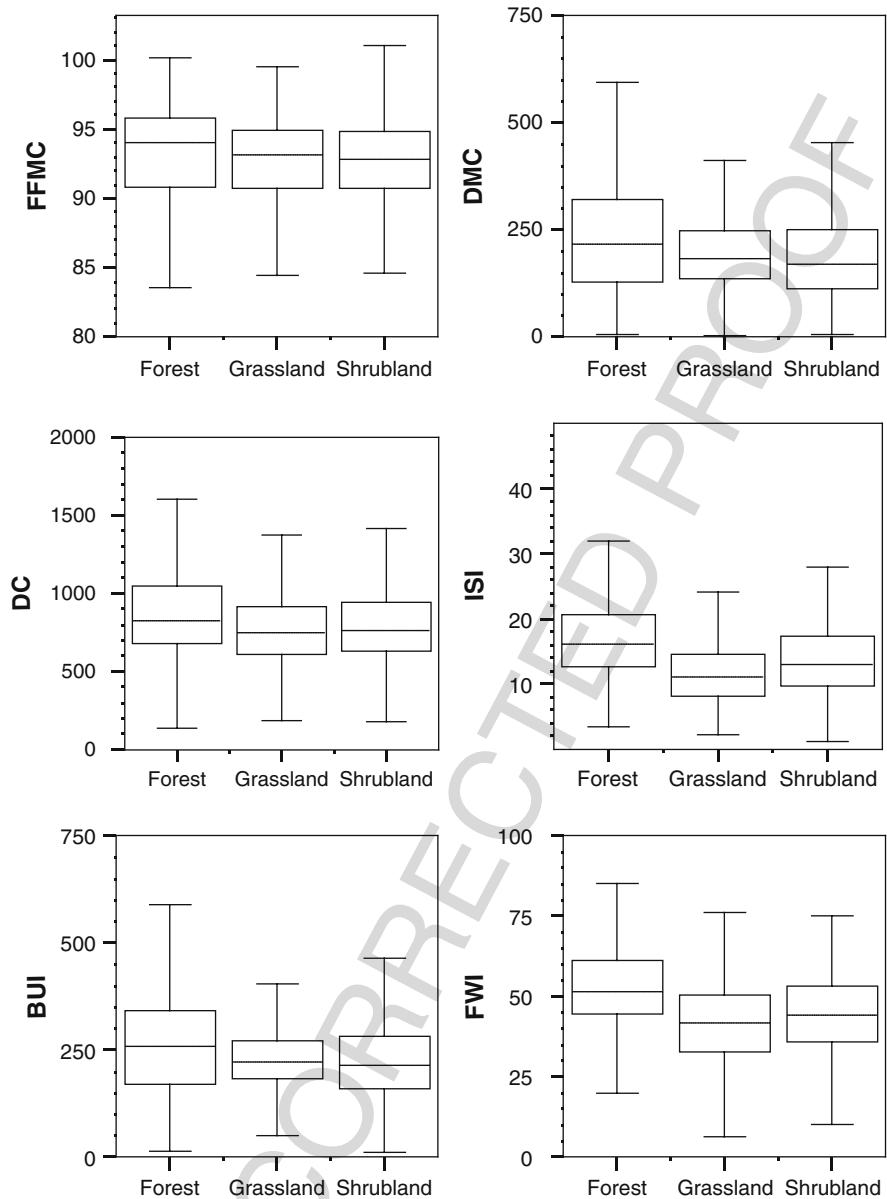 FFMC
100
95
90
85
80
Forest Grassland Shrubland
DMC
750
500
250
0
Forest Grassland Shrubland
DC
2000
1500
1000
500
0
Forest Grassland Shrubland
ISI
40
30
20
10
Forest Grassland Shrubland
BUI
750
500
250
0
Forest Grassland Shrubland
FWI
100
75
50
25
0
Forest Grassland Shrubland
CORRECTED PROOF